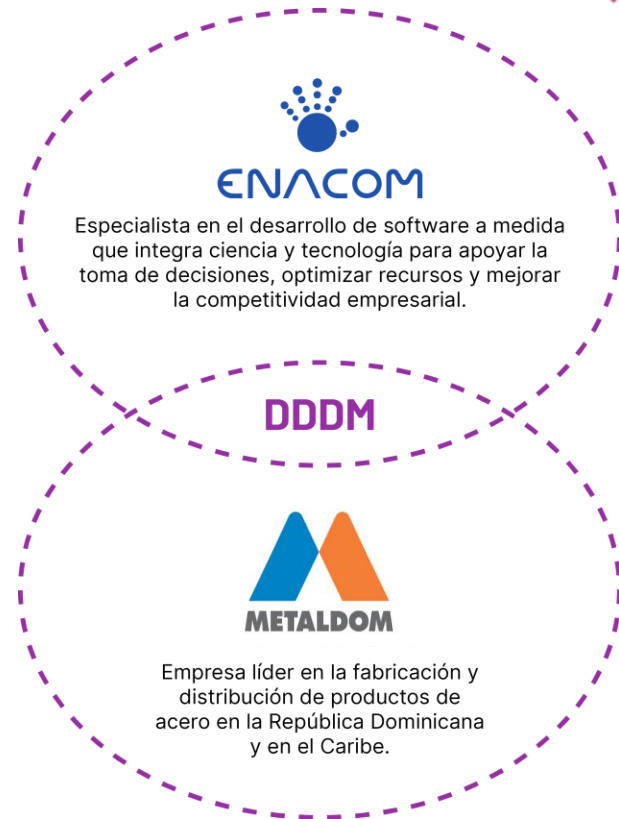 ENACOM
Especialista en el desarrollo de software a medida
que integra ciencia y tecnología para apoyar la
toma de decisiones, optimizar recursos y mejorar
la competitividad empresarial.
DDDM
METALDOM
Empresa líder en la fabricación y
distribución de productos de
acero en la República Dominicana
y en el Caribe.